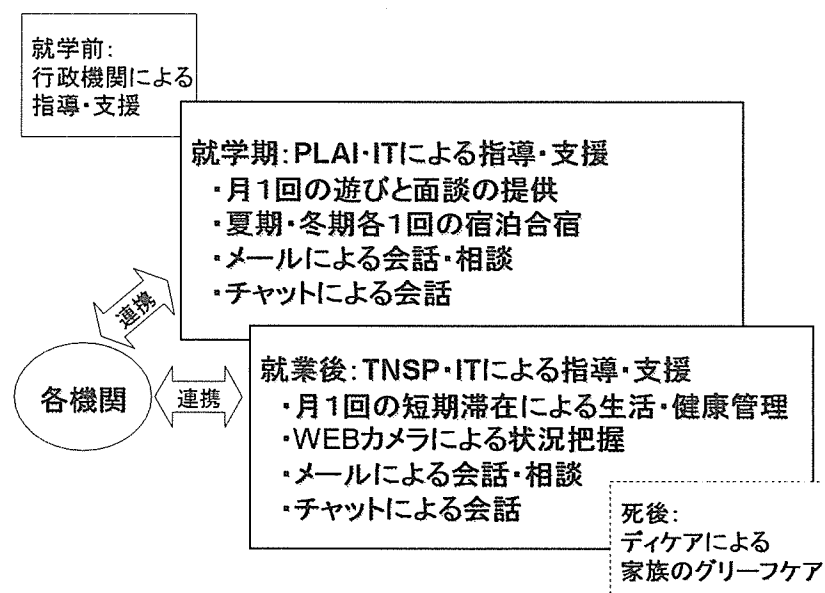 就学前:
行政機関による
指導・支援
就学期:PLAI・ITによる指導・支援
・月1回の遊びと面談の提供
・夏期・冬期各1回の宿泊合宿
・メールによる会話・相談
・チャットによる会話
連携
各機関
連携
就業後:TNSP・ITによる指導・支援
・月1回の短期滞在による生活・健康管理
・WEBカメラによる状況把握
・メールによる会話・相談
・チャットによる会話
死後:
ディケアによる
家族のグリーフケア